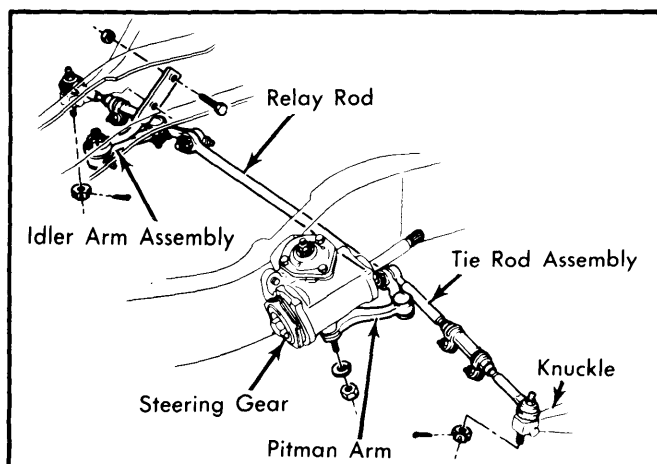 Relay Rod
Idler Arm Assembly
Tie Rod Assembly
Knuckle
Steering Gear
Pitman Arm